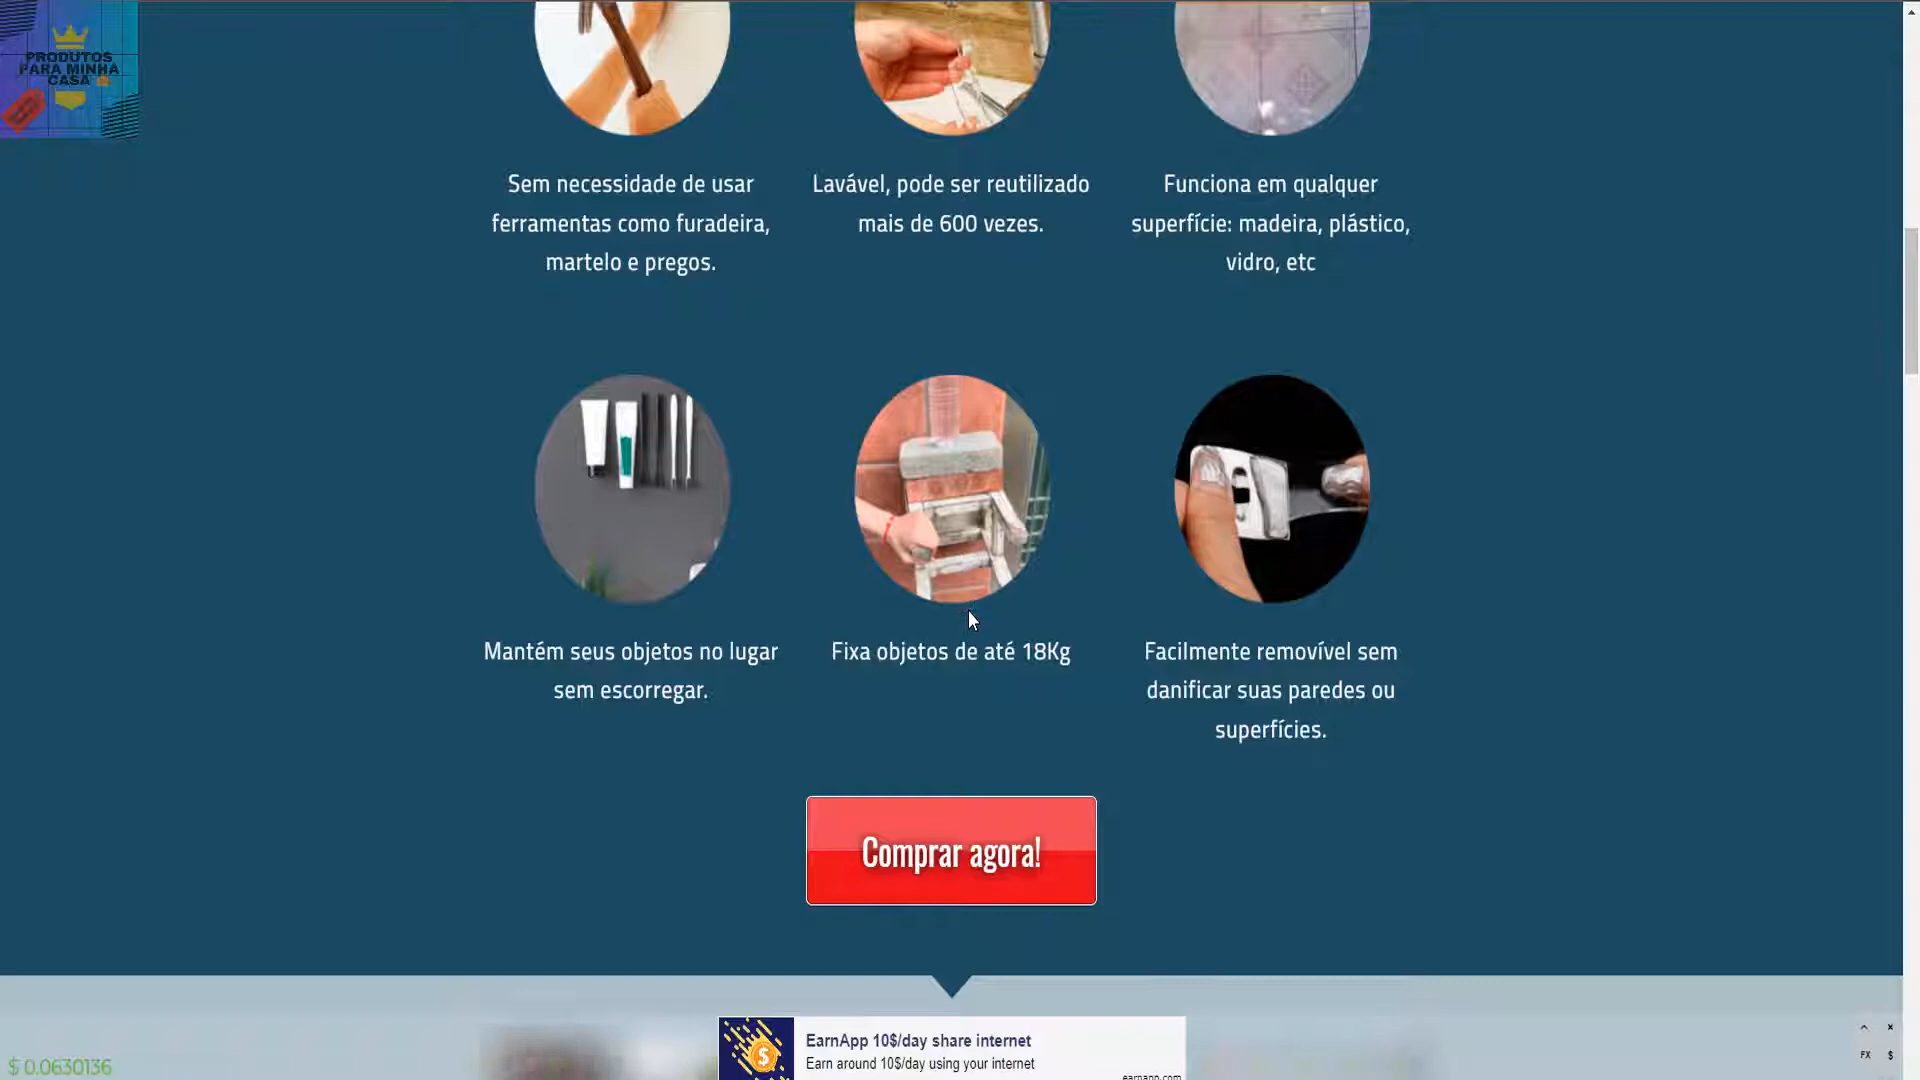 PRODUTOS
PARA MINHA
CASA
Sem necessidade de usar
ferramentas como furadeira,
martelo e pregos.
Lavável, pode ser reutilizado
mais de 600 vezes.
Funciona em qualquer
superfície: madeira, plástico,
vidro, etc
Mantém seus objetos no lugar
sem escorregar.
Fixa objetos de até 18Kg
Facilmente removível sem
danificar suas paredes ou
superfícies.
Comprar agora!
EarnApp 10$/day share internet
Earn around 10$/day using your internet
earnapp.com
$ 0.0630136
FX $